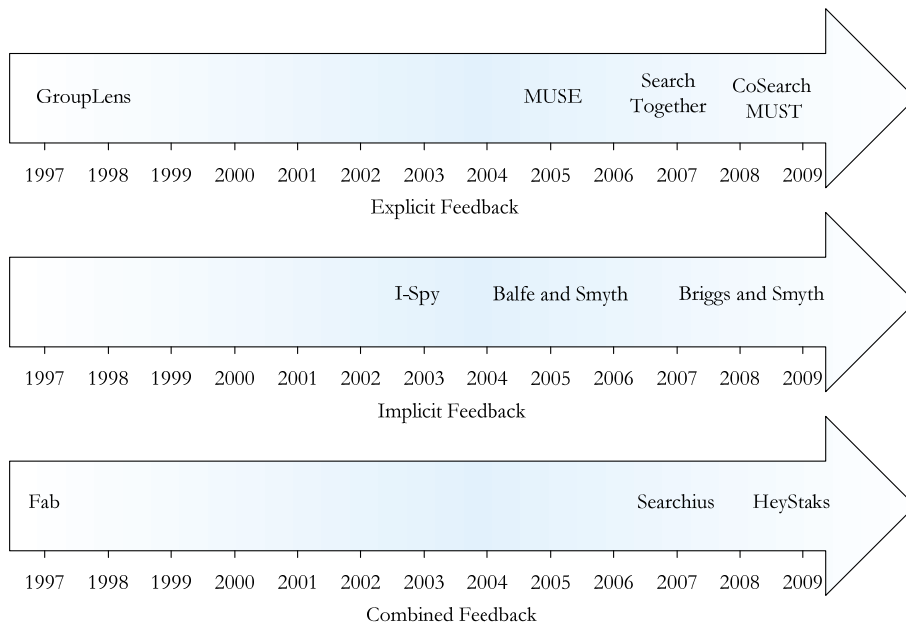 GroupLens
MUSE
Search
Together
CoSearch
MUST
1997 1998 1999 2000 2001 2002 2003 2004 2005 2006 2007 2008 2009
Explicit Feedback
I-Spy
Balfe and Smyth
Briggs and Smyth
1997 1998 1999 2000 2001 2002 2003 2004 2005 2006 2007 2008 2009
Implicit Feedback
Fab
Searchius
HeyStaks
1997 1998 1999 2000 2001 2002 2003 2004 2005 2006 2007 2008 2009
Combined Feedback